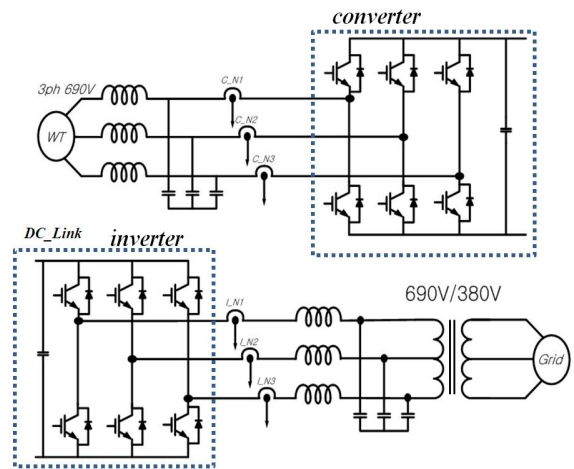 converter
3ph 690V
C_N1
WT
C_N2
C_N3
DC_Link
inverter
690V/380V
I_N1
I_N2
Grid
I_N3